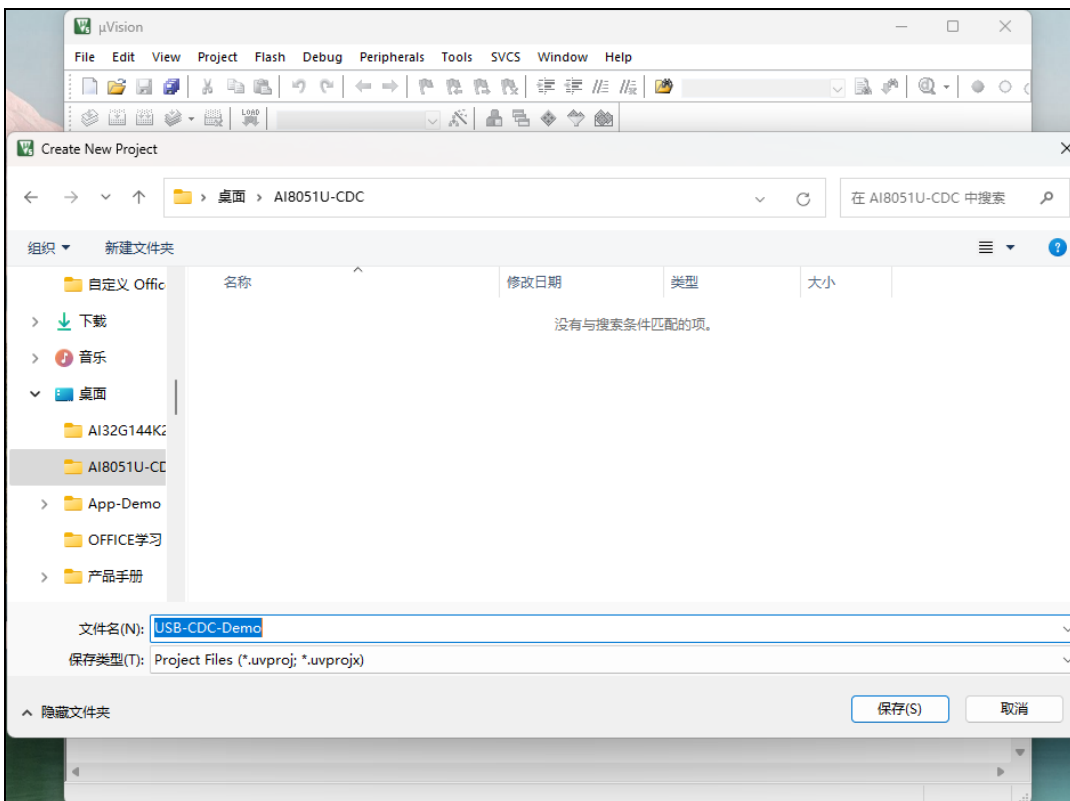 μVision
File Edit View Project Flash Debug Peripherals Tools SVCS Window Help
LOAD
Create New Project
桌面 > AI8051U-CDC
在 AI8051U-CDC 中搜索
组织 新建文件夹
名称 修改日期 类型 大小
没有与搜索条件匹配的项。
自定义 Offic
下载
音乐
桌面
AI32G144K2
AI8051U-CD
App-Demo
OFFICE学习
产品手册
文件名(N): USB-CDC-Demo
保存类型(T): Project Files (*.uvproj; *.uvprojx)
隐藏文件夹
保存(S) 取消